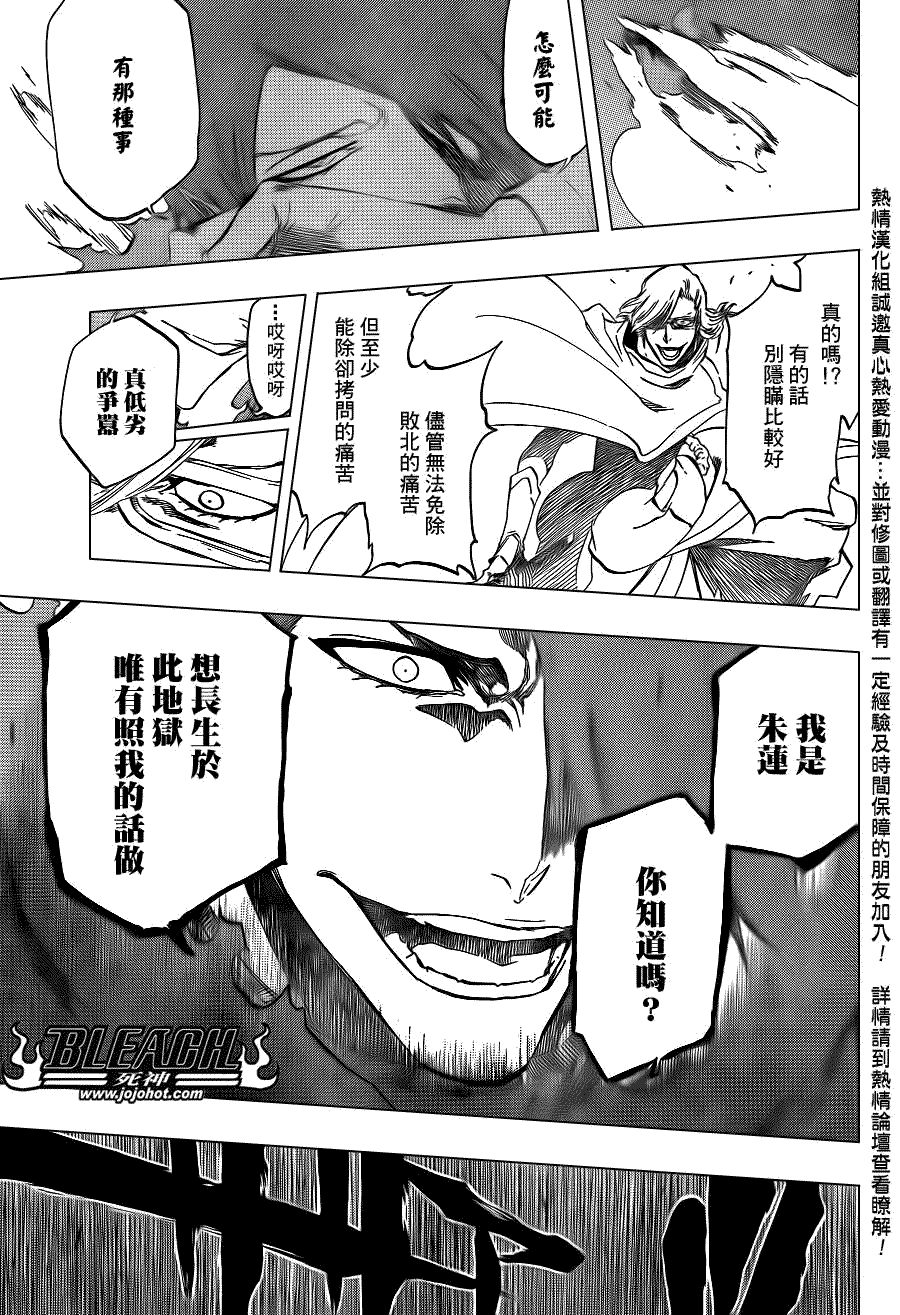 怎麼可能
有那種事
真的嗎!?
有的話
別隱瞞比較好
儘管無法免除
敗北的痛苦
但至少
能除卻拷問的痛苦
…哎呀哎呀
真低劣
的爭囂
我是
朱蓮
你知道嗎?
想長生於
此地獄
唯有照我的話做
BLEACH
死神
www.jojohot.com
熱情漢化組誠邀真心熱愛動漫…並對修圖或翻譯有一定經驗及時間保障的朋友加入! 詳情請到熱情論壇查看瞭解!